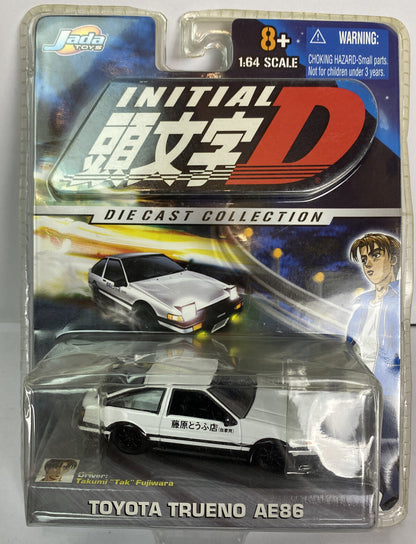 Jada
TOYS
8+
1:64 SCALE
WARNING:
CHOKING HAZARD-Small parts.
Not for children under 3 years.
INITIAL
頭文字D
DIE CAST COLLECTION
藤原とうふ店(自家用)
Driver:
Takumi "Tak" Fujiwara
TOYOTA TRUENO AE86